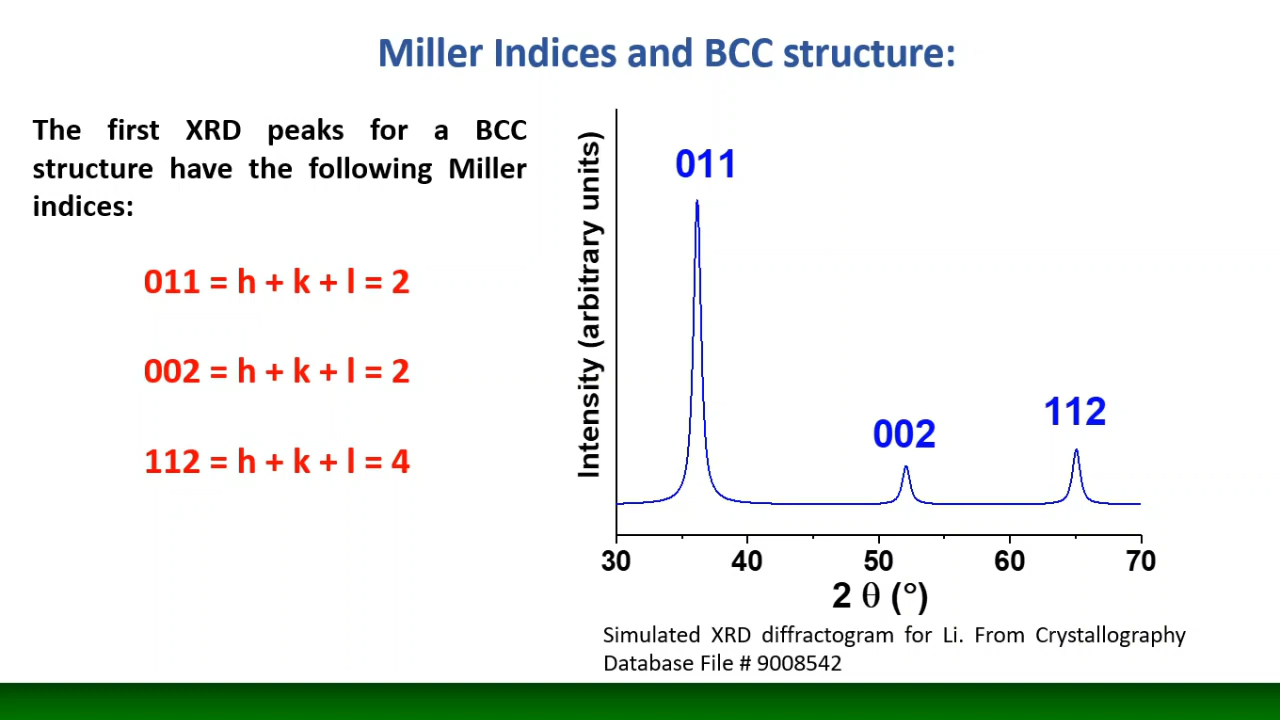 Miller Indices and BCC structure:
The first XRD peaks for a BCC
structure have the following Miller
indices:
011 = h + k + l = 2
002 = h + k + l = 2
112 = h + k + l = 4
Intensity (arbitrary units)
011
002
112
30 40 50 60 70
2 θ (°)
Simulated XRD diffractogram for Li. From Crystallography
Database File # 9008542